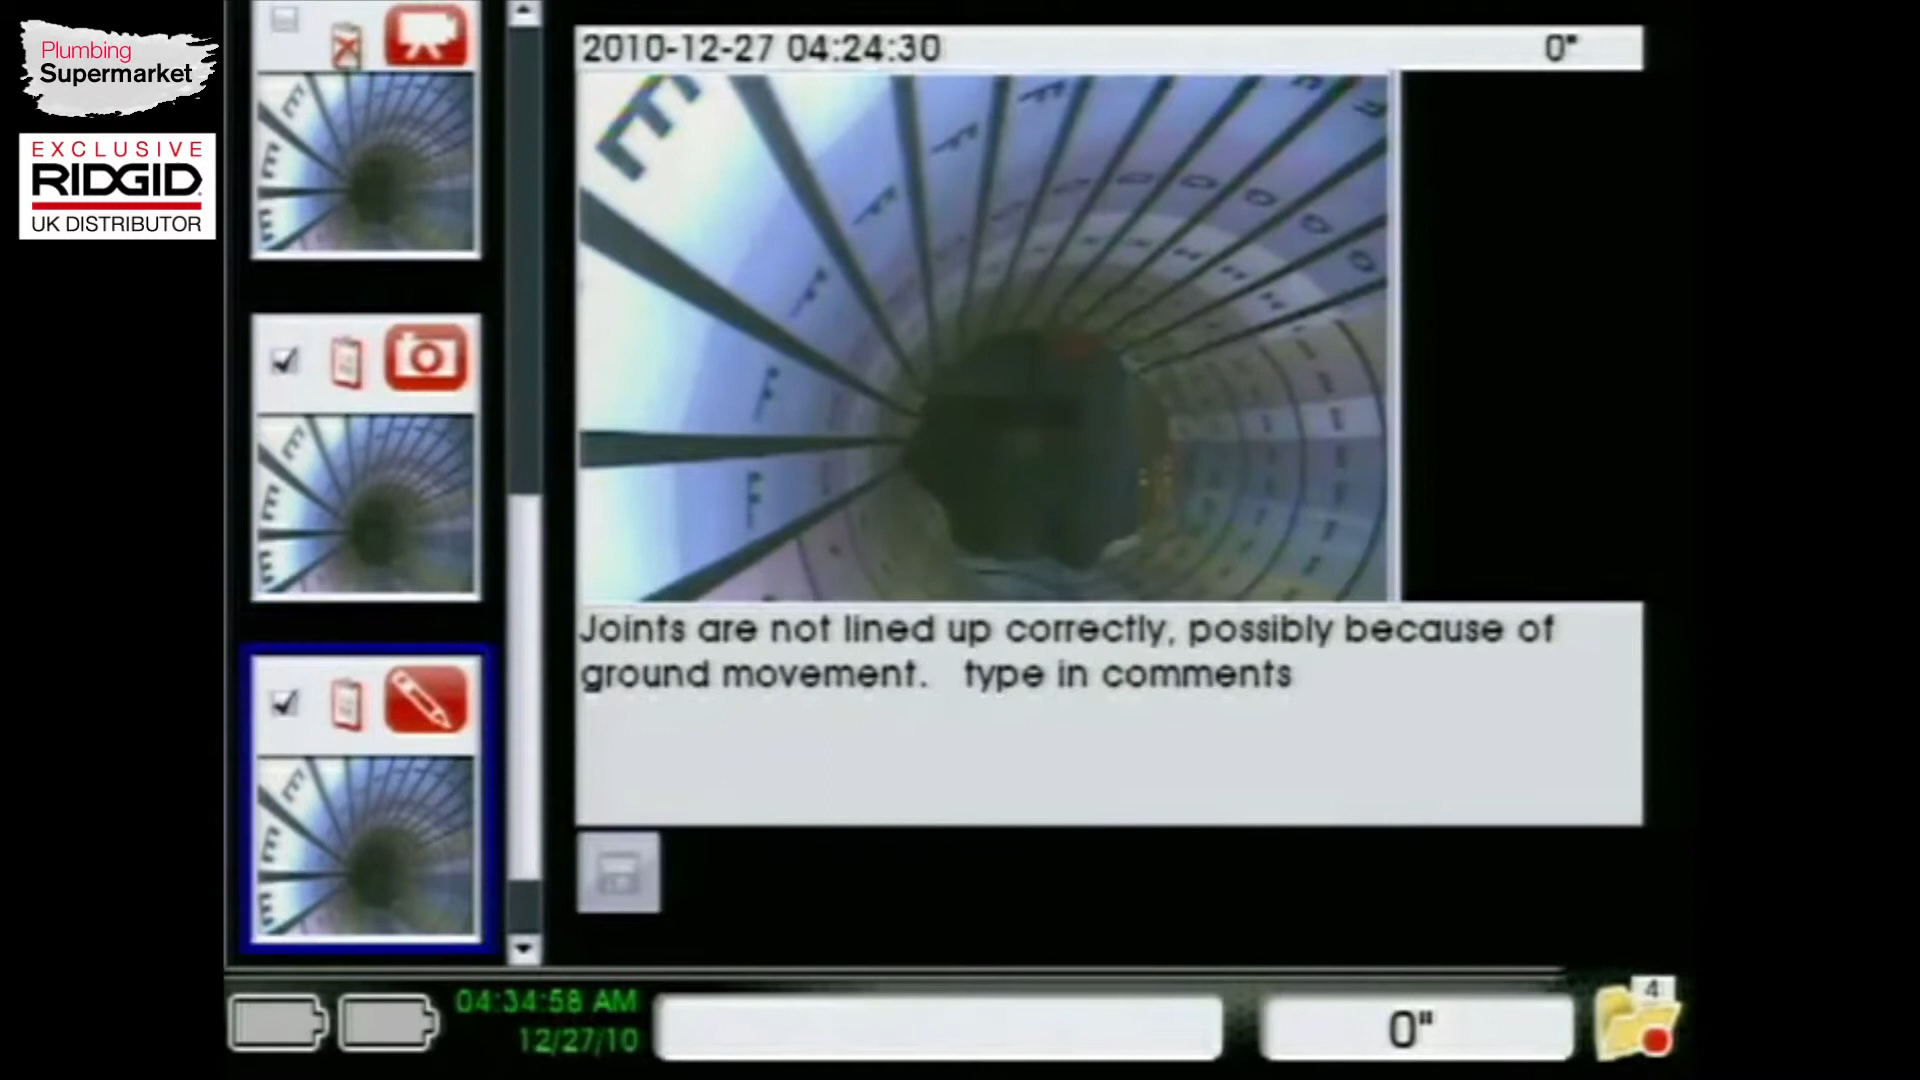 Plumbing
Supermarket
EXCLUSIVE
RIDGID
UK DISTRIBUTOR
2010-12-27 04:24:30
0"
Joints are not lined up correctly, possibly because of
ground movement. type in comments
04:34:58 AM
12/27/10
0"
4